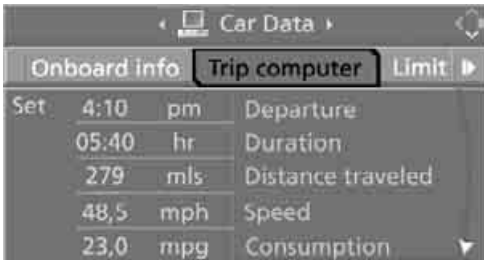 Car Data
Onboard info Trip computer Limit
Set 4:10 pm Departure
05:40 hr Duration
279 mls Distance traveled
48,5 mph Speed
23,0 mpg Consumption